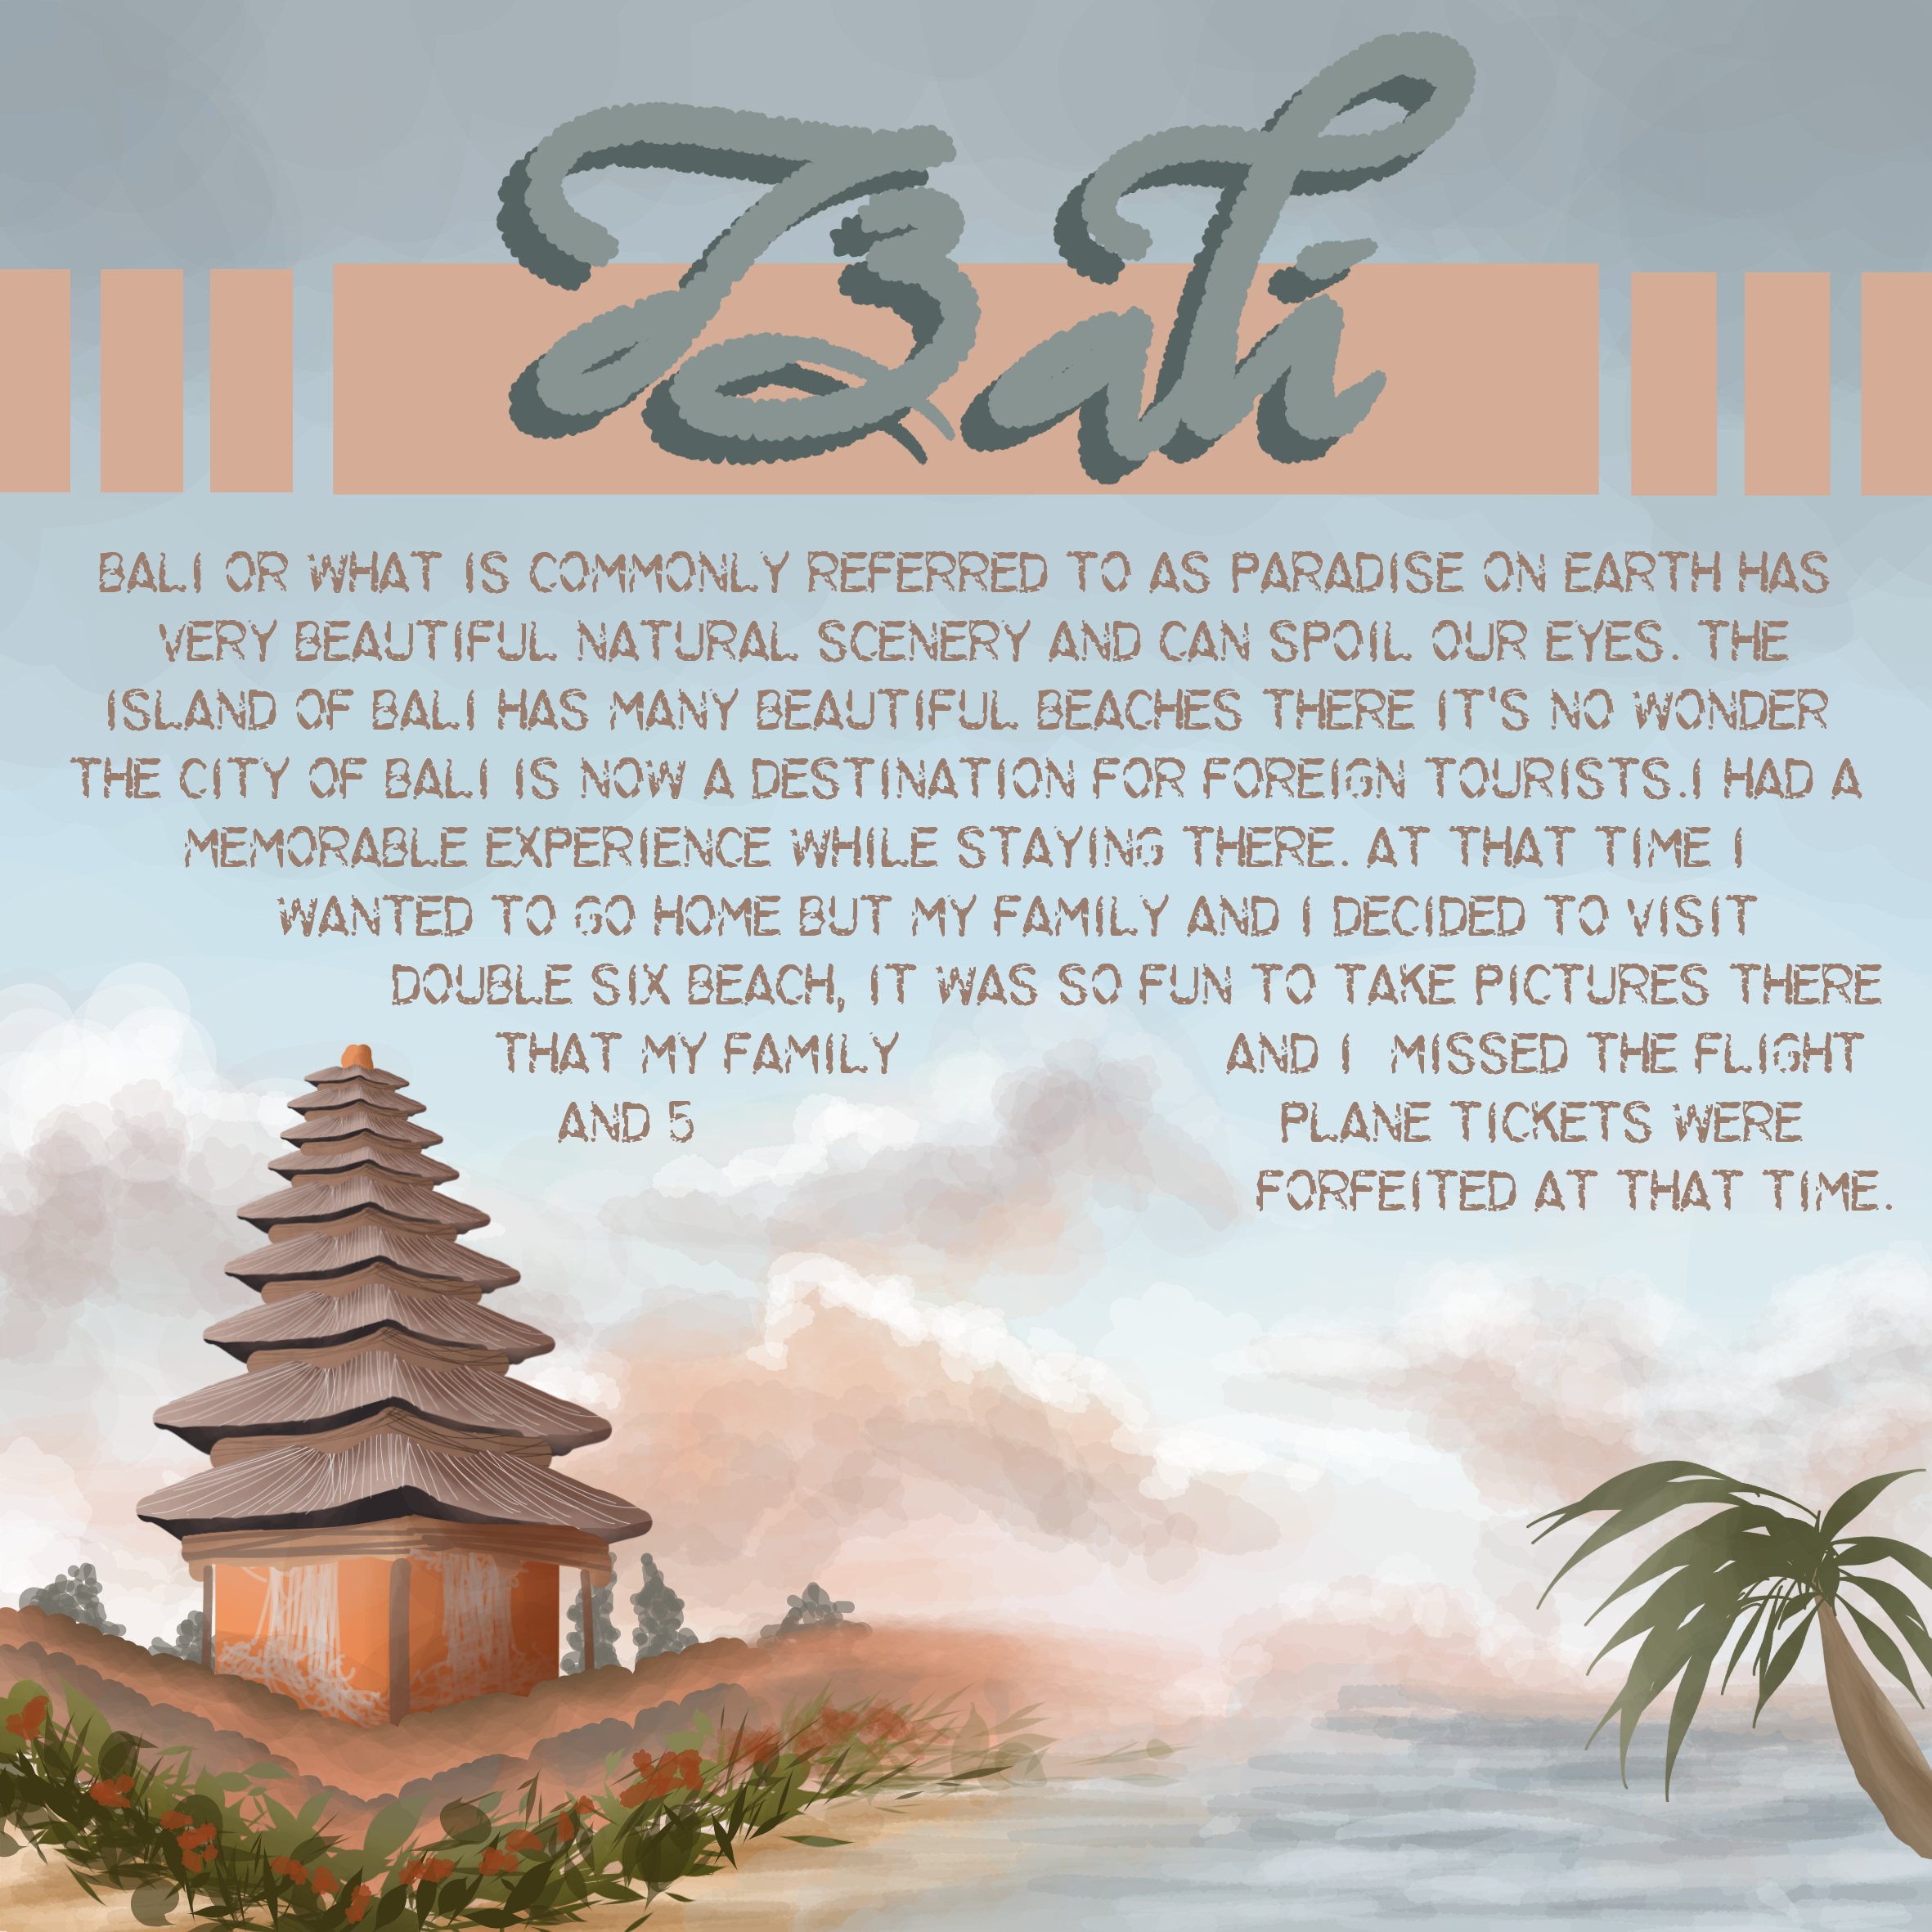 Bali
BALI OR WHAT IS COMMONLY REFERRED TO AS PARADISE ON EARTH HAS
VERY BEAUTIFUL NATURAL SCENERY AND CAN SPOIL OUR EYES. THE
ISLAND OF BALI HAS MANY BEAUTIFUL BEACHES THERE IT'S NO WONDER
THE CITY OF BALI IS NOW A DESTINATION FOR FOREIGN TOURISTS.I HAD A
MEMORABLE EXPERIENCE WHILE STAYING THERE. AT THAT TIME I
WANTED TO GO HOME BUT MY FAMILY AND I DECIDED TO VISIT
DOUBLE SIX BEACH, IT WAS SO FUN TO TAKE PICTURES THERE
THAT MY FAMILY AND I MISSED THE FLIGHT
AND 5 PLANE TICKETS WERE
FORFEITED AT THAT TIME.